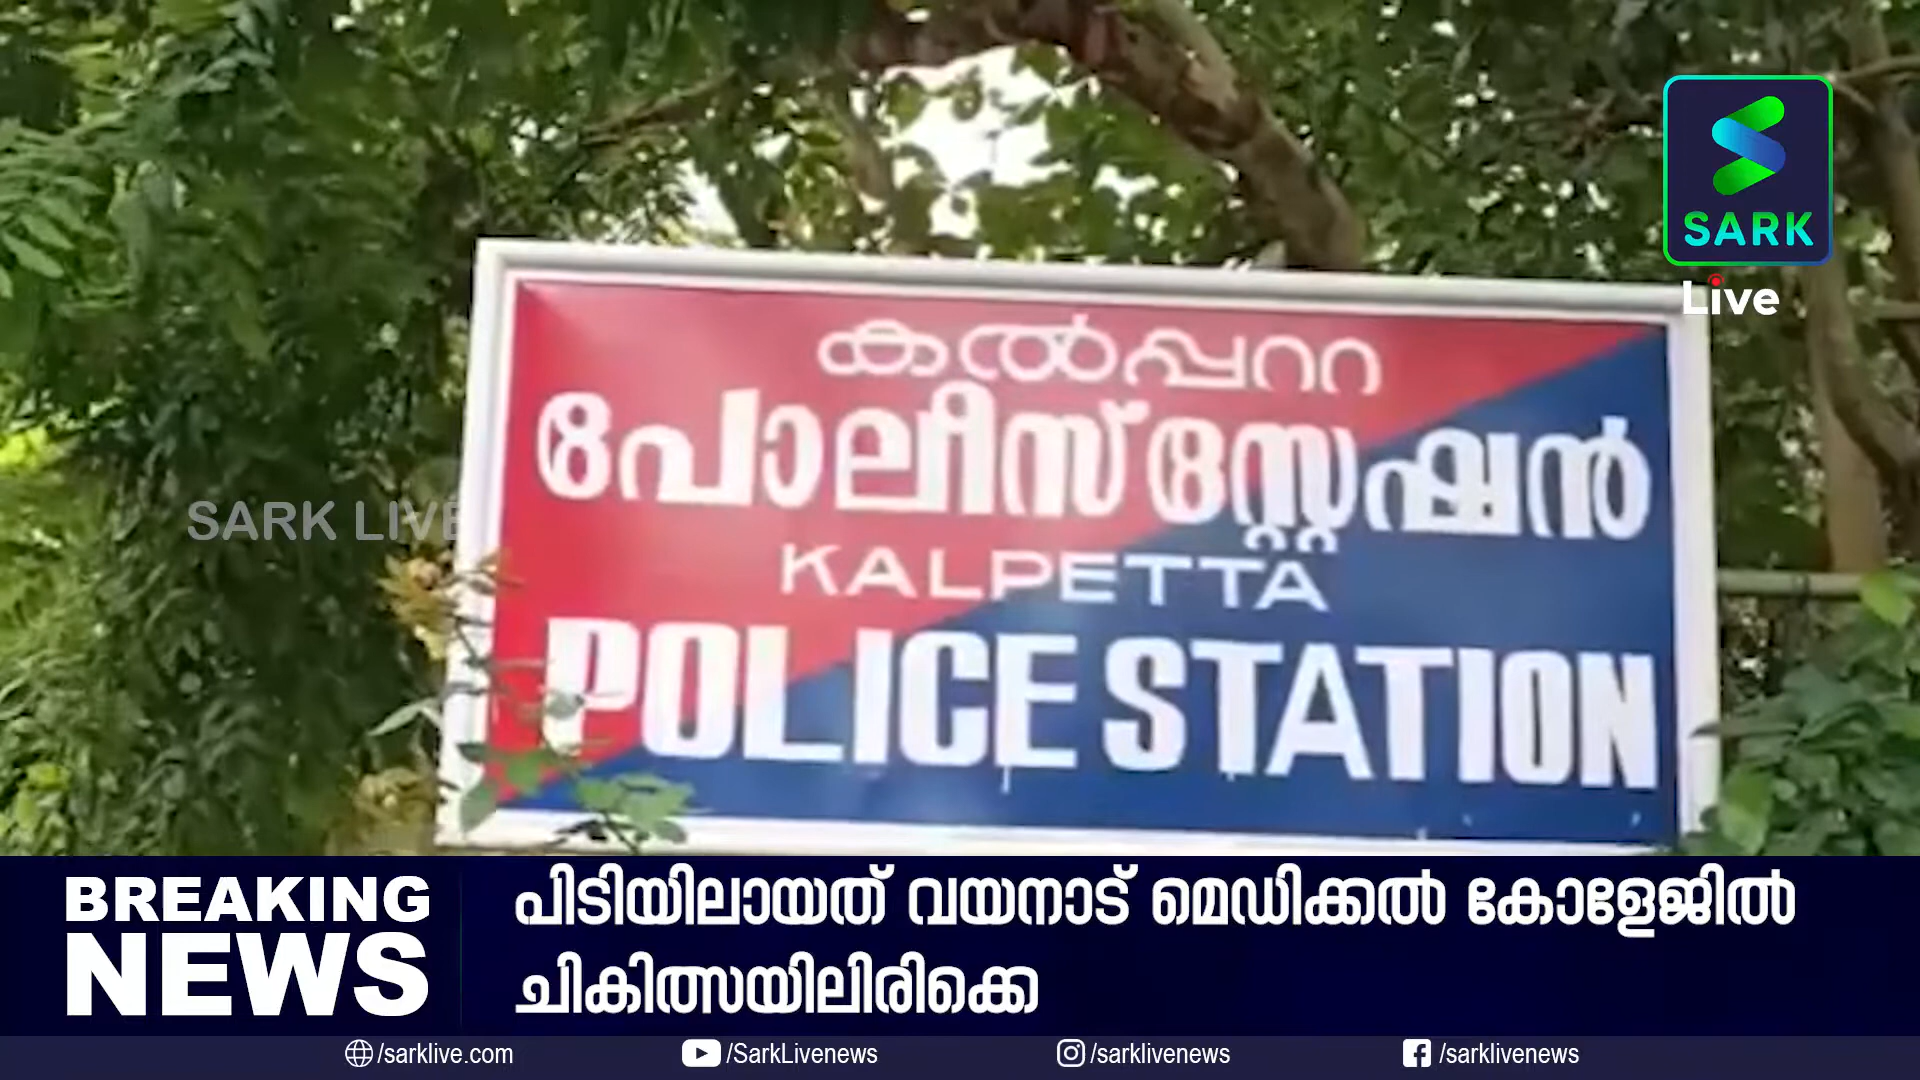 SARK
Live
കൽപ്പററ
പോലീസ് സ്റ്റേഷൻ
SARK LIVE
KALPETTA
POLICE STATION
BREAKING
NEWS
പിടിയിലായത് വയനാട് മെഡിക്കൽ കോളേജിൽ
ചികിത്സയിലിരിക്കെ
/sarklive.com
/SarkLivenews
/sarklivenews
/sarklivenews